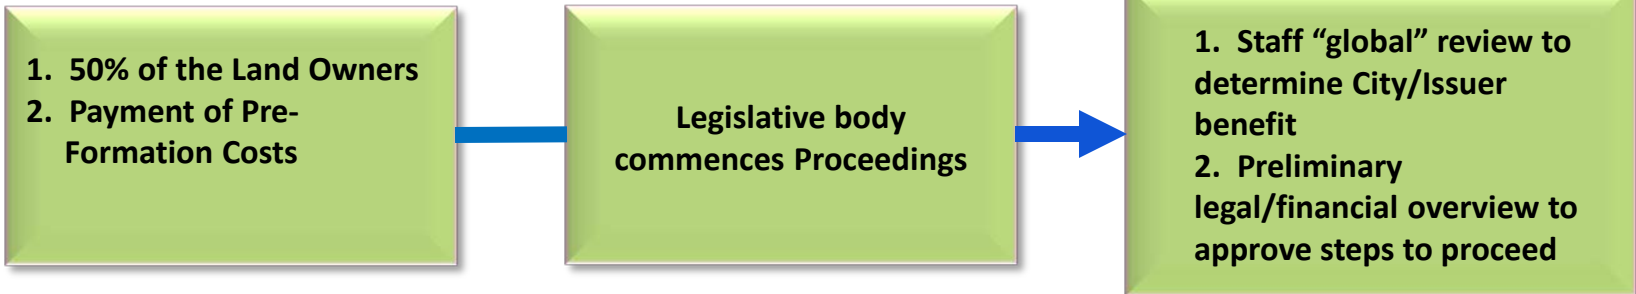 1. 50% of the Land Owners
2. Payment of Pre-
Formation Costs
Legislative body
commences Proceedings
1. Staff “global” review to
determine City/Issuer
benefit
2. Preliminary
legal/financial overview to
approve steps to proceed